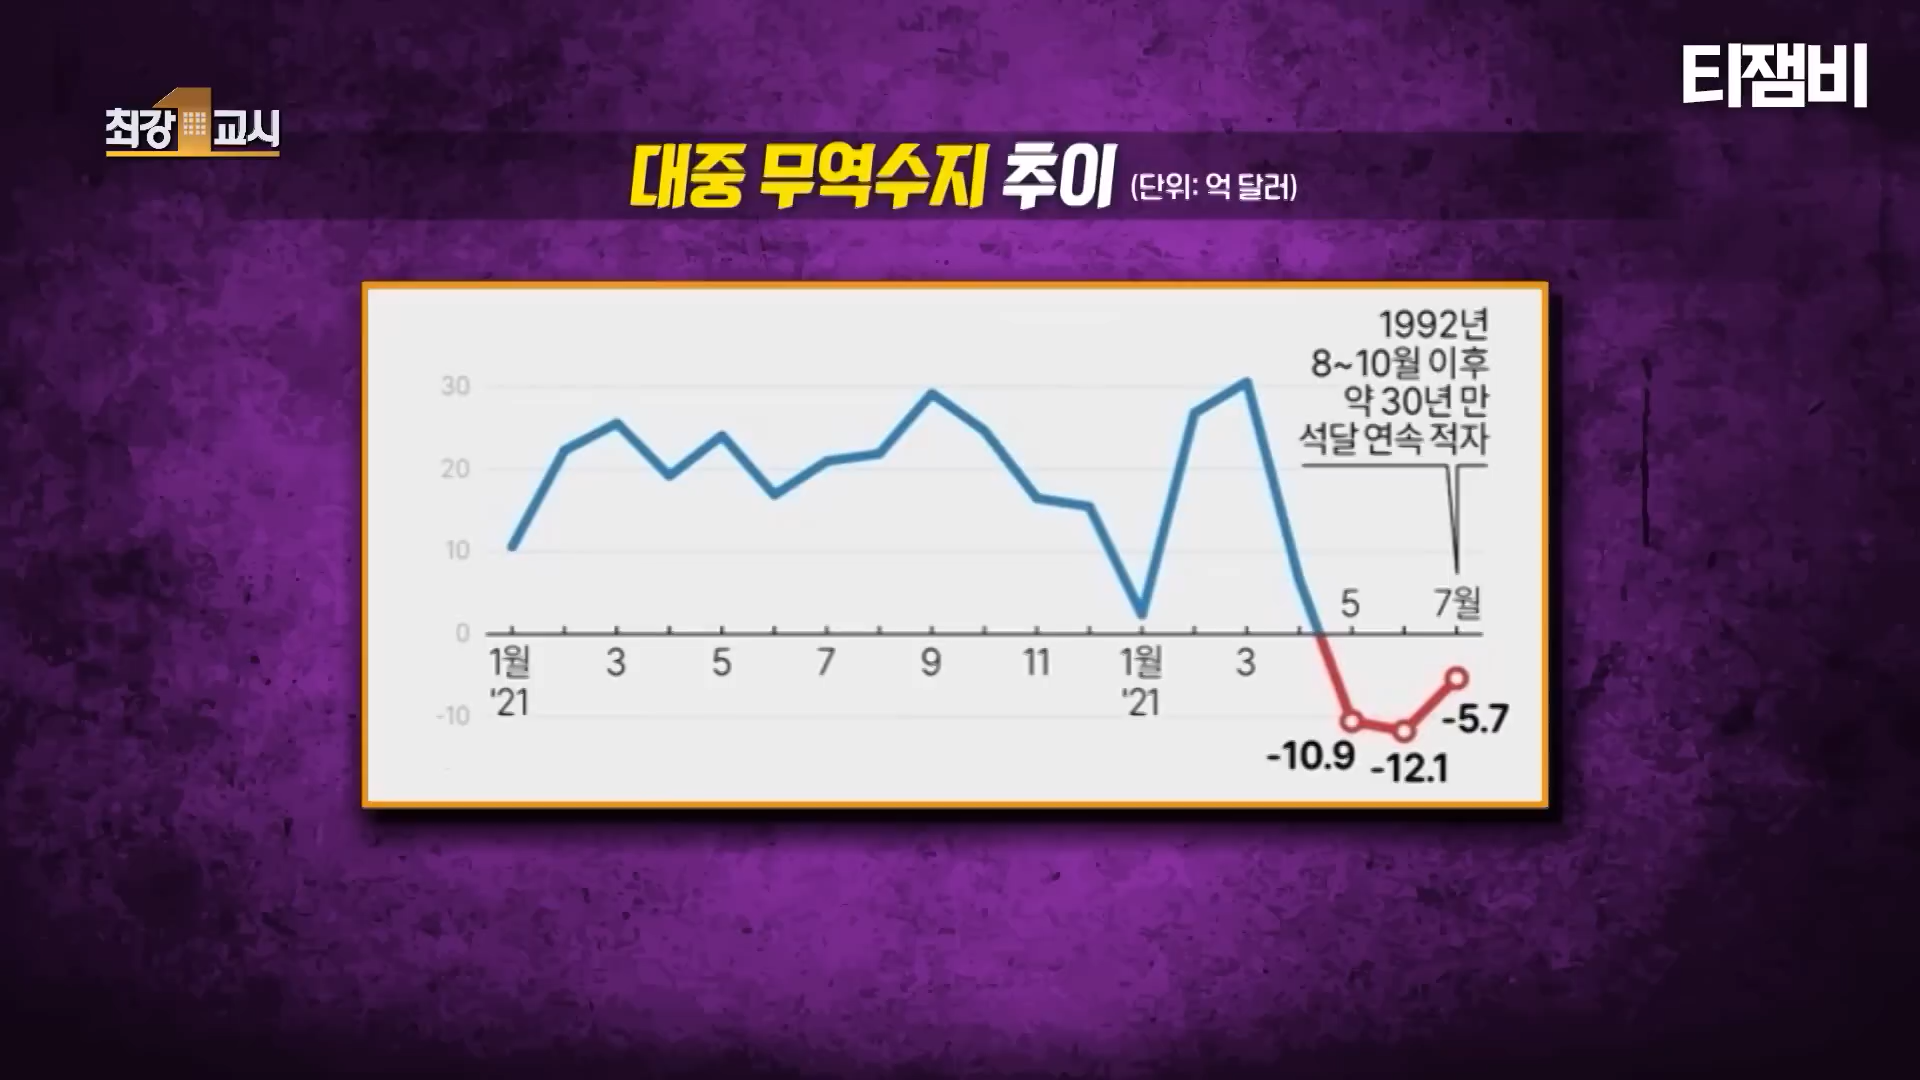 티잼비
최강1교시
대중 무역수지 추이 (단위: 억 달러)
1992년
8~10월 이후
약 30년 만
석달 연속 적자
30
20
10
0
-10
5 7월
1월 3 5 7 9 11 1월 3
'21 '21
-10.9 -12.1 -5.7